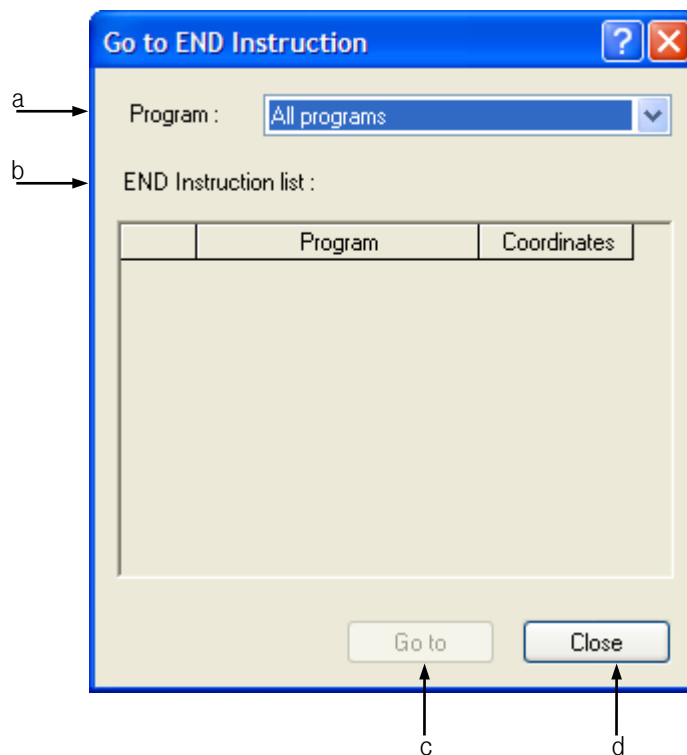 Go to END Instruction
a
Program :
All programs
b
END Instruction list :
Program Coordinates
Go to Close
c d